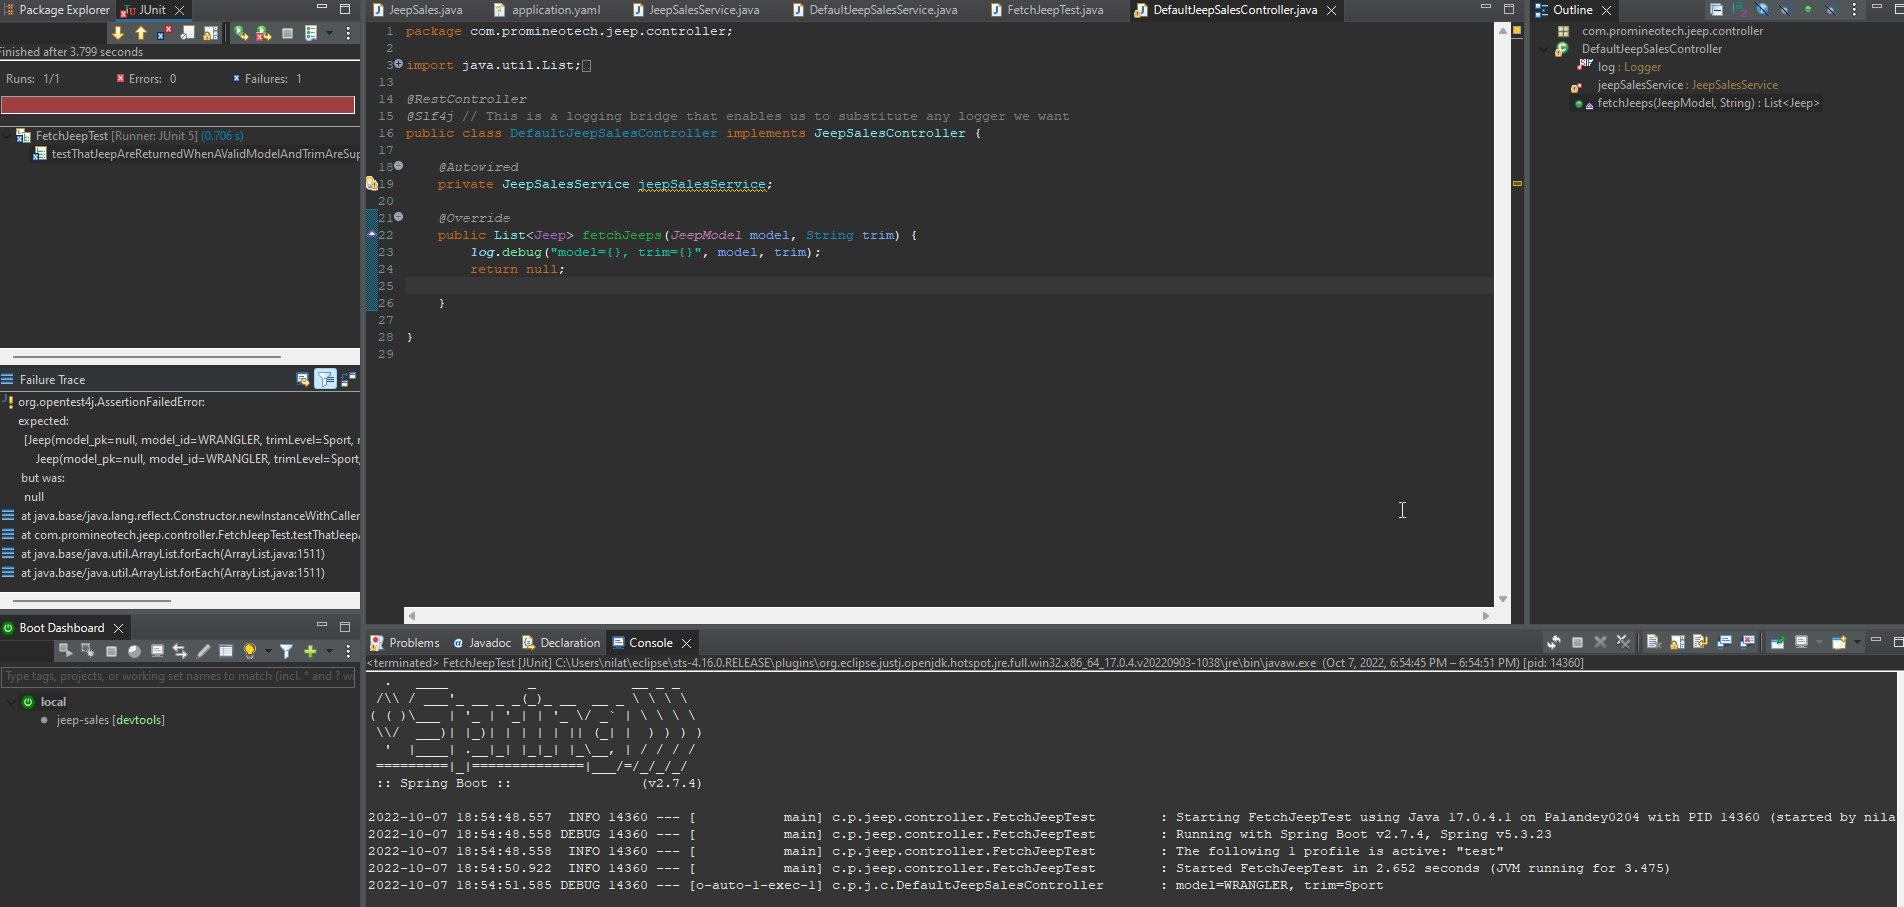 Package Explorer
JUnit
Finished after 3.799 seconds
Runs: 1/1
Errors: 0
Failures: 1
FetchJeepTest [Runner: JUnit 5] (0.706 s)
testThatJeepAreReturnedWhenAValidModelAndTrimAreSup
Failure Trace
org.opentest4j.AssertionFailedError:
expected:
[Jeep(model_pk=null, model_id=WRANGLER, trimLevel=Sport, r
Jeep(model_pk=null, model_id=WRANGLER, trimLevel=Sport,
but was:
null
at java.base/java.lang.reflect.Constructor.newInstanceWithCaller
at com.promineotech.jeep.controller.FetchJeepTest.testThatJeepA
at java.base/java.util.ArrayList.forEach(ArrayList.java:1511)
at java.base/java.util.ArrayList.forEach(ArrayList.java:1511)
Boot Dashboard
Type tags, projects, or working set names to match (incl. * and ? wi
local
jeep-sales [devtools]
JeepSales.java
application.yaml
JeepSalesService.java
DefaultJeepSalesService.java
FetchJeepTest.java
DefaultJeepSalesController.java
1 package com.promineotech.jeep.controller;
2
3 import java.util.List;
13
14 @RestController
15 @Slf4j // This is a logging bridge that enables us to substitute any logger we want
16 public class DefaultJeepSalesController implements JeepSalesController {
17
18 @Autowired
19 private JeepSalesService jeepSalesService;
20
21 @Override
22 public List<Jeep> fetchJeeps(JeepModel model, String trim) {
23 log.debug("model={}, trim={}", model, trim);
24 return null;
25
26 }
27
28 }
29
Outline
com.promineotech.jeep.controller
DefaultJeepSalesController
log : Logger
jeepSalesService : JeepSalesService
fetchJeeps(JeepModel, String) : List<Jeep>
Problems
Javadoc
Declaration
Console
<terminated> FetchJeepTest [JUnit] C:\Users\nilat\eclipse\sts-4.16.0.RELEASE\plugins\org.eclipse.justj.openjdk.hotspot.jre.full.win32.x86_64_17.0.4.v20220903-1038\jre\bin\javaw.exe (Oct 7, 2022, 6:54:45 PM – 6:54:51 PM) [pid: 14360]
:: Spring Boot :: (v2.7.4)
2022-10-07 18:54:48.557 INFO 14360 --- [ main] c.p.jeep.controller.FetchJeepTest : Starting FetchJeepTest using Java 17.0.4.1 on Palandey0204 with PID 14360 (started by nila
2022-10-07 18:54:48.558 DEBUG 14360 --- [ main] c.p.jeep.controller.FetchJeepTest : Running with Spring Boot v2.7.4, Spring v5.3.23
2022-10-07 18:54:48.558 INFO 14360 --- [ main] c.p.jeep.controller.FetchJeepTest : The following 1 profile is active: "test"
2022-10-07 18:54:50.922 INFO 14360 --- [ main] c.p.jeep.controller.FetchJeepTest : Started FetchJeepTest in 2.652 seconds (JVM running for 3.475)
2022-10-07 18:54:51.585 DEBUG 14360 --- [o-auto-1-exec-1] c.p.j.c.DefaultJeepSalesController : model=WRANGLER, trim=Sport